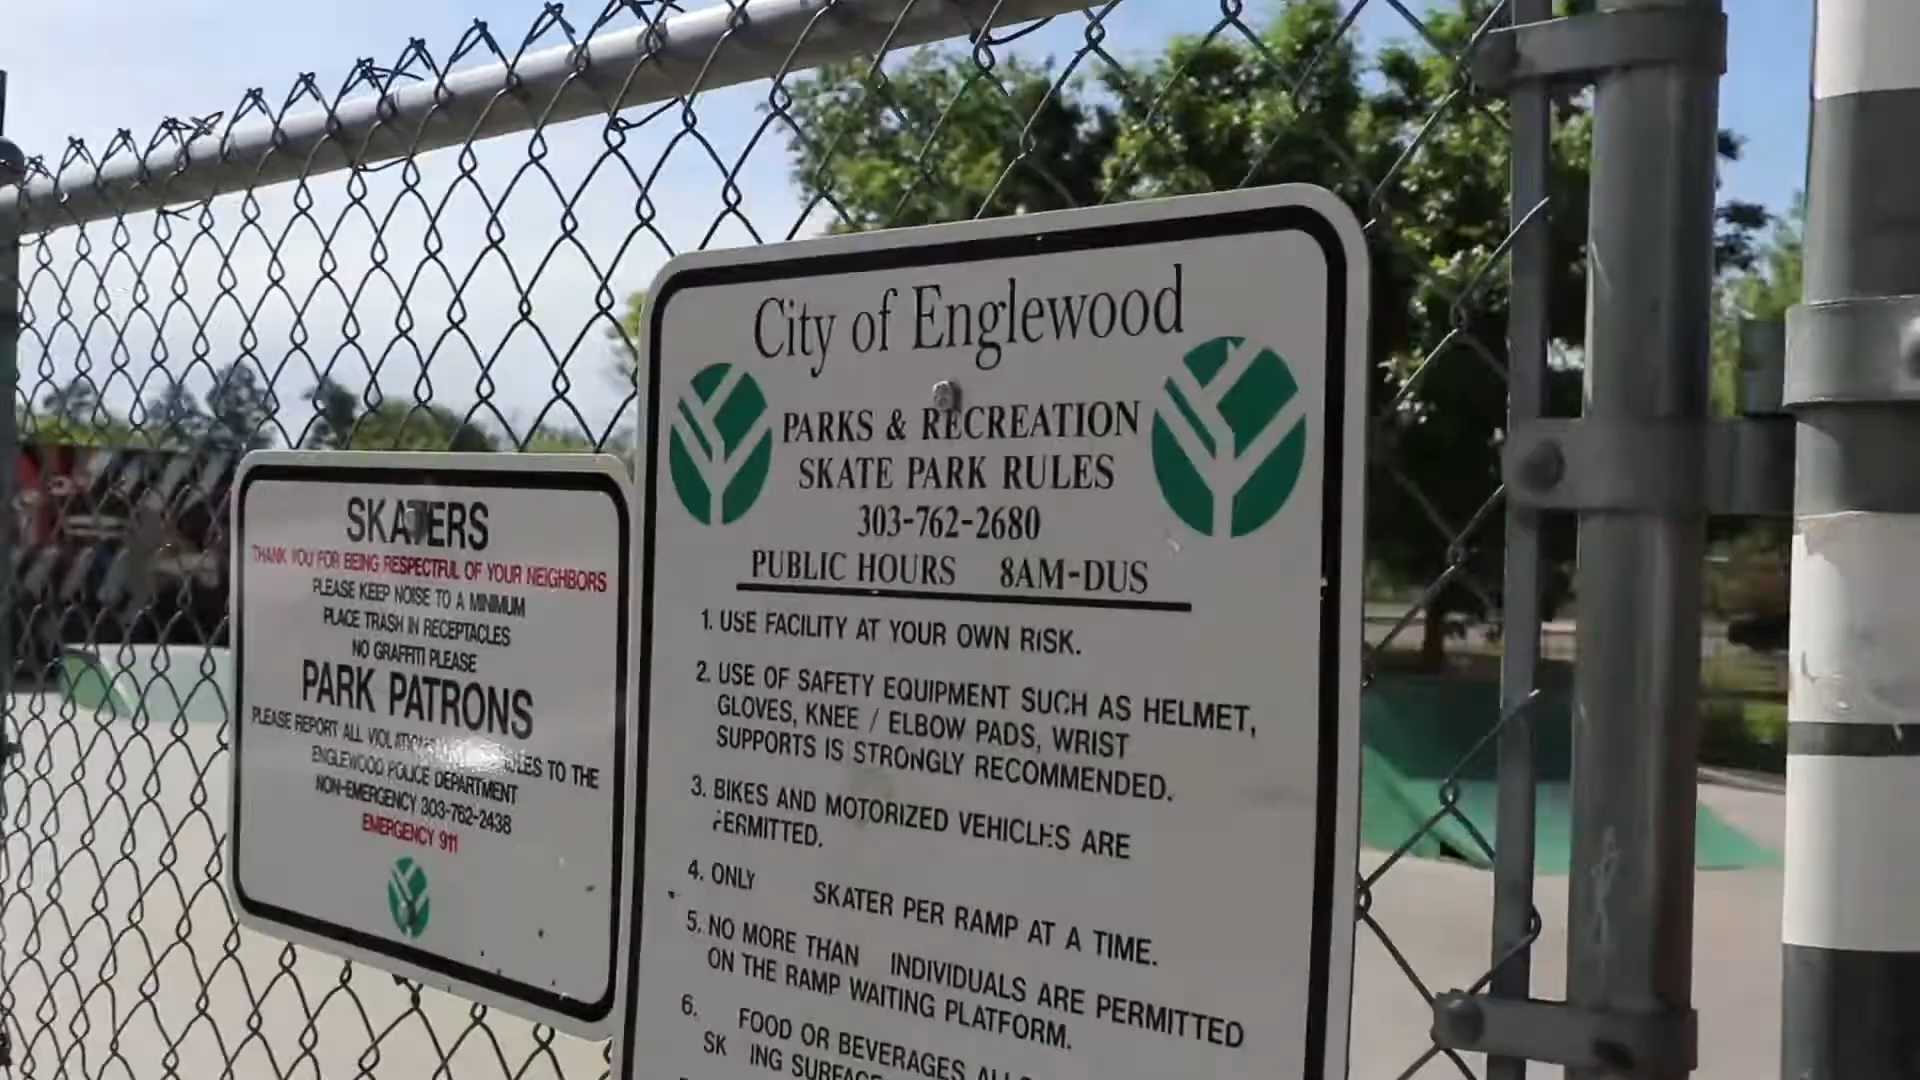 SKATERS
THANK YOU FOR BEING RESPECTFUL OF YOUR NEIGHBORS
PLEASE KEEP NOISE TO A MINIMUM
PLACE TRASH IN RECEPTACLES
NO GRAFFITI PLEASE
PARK PATRONS
PLEASE REPORT ALL TO THE
ENGLEWOOD POLICE DEPARTMENT
NON-EMERGENCY 303-762-2438
EMERGENCY 911
City of Englewood
PARKS & RECREATION
SKATE PARK RULES
303-762-2680
PUBLIC HOURS 8AM-DUS
1. USE FACILITY AT YOUR OWN RISK.
2. USE OF SAFETY EQUIPMENT SUCH AS HELMET,
GLOVES, KNEE / ELBOW PADS, WRIST
SUPPORTS IS STRONGLY RECOMMENDED.
3. BIKES AND MOTORIZED VEHICLES ARE
PERMITTED.
4. ONLY SKATER PER RAMP AT A TIME.
5. NO MORE THAN INDIVIDUALS ARE PERMITTED
ON THE RAMP WAITING PLATFORM.
6. FOOD OR BEVERAGES
SK ING